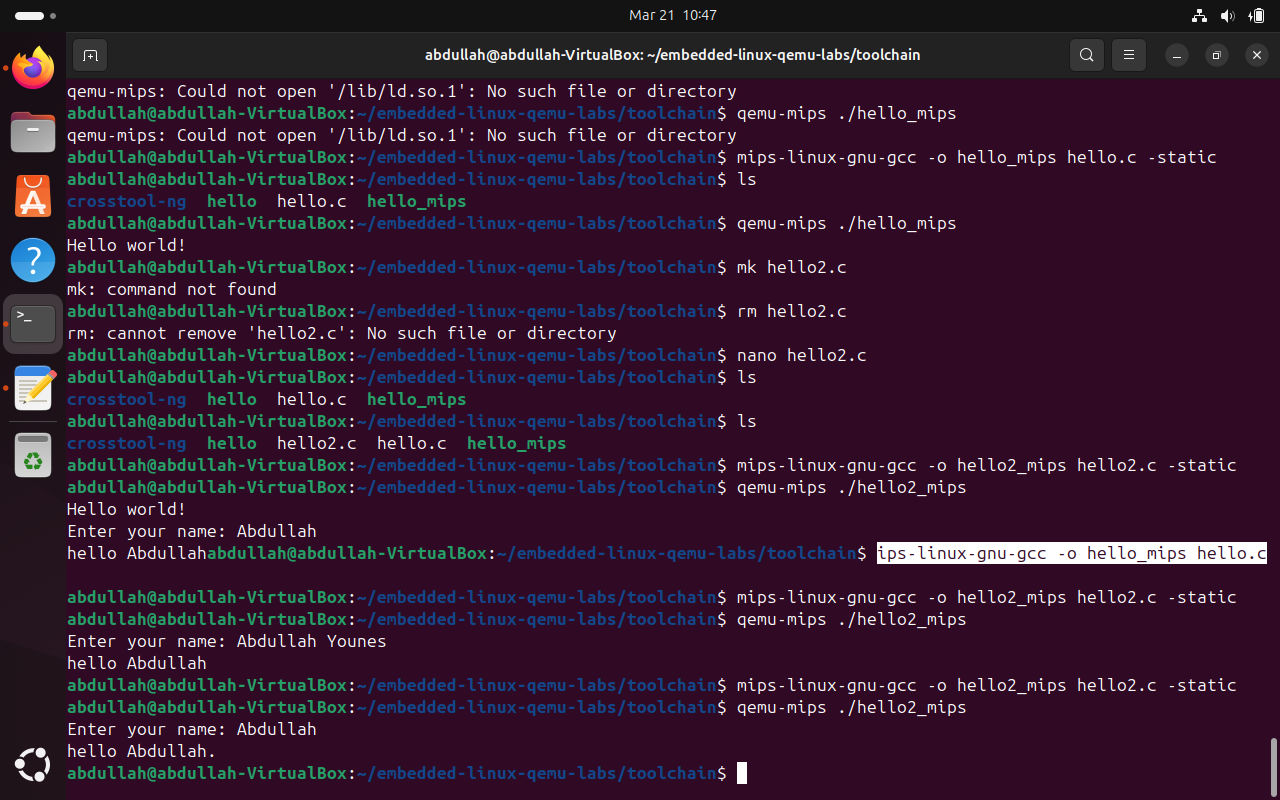 Mar 21 10:47
abdullah@abdullah-VirtualBox: ~/embedded-linux-qemu-labs/toolchain
qemu-mips: Could not open '/lib/ld.so.1': No such file or directory
abdullah@abdullah-VirtualBox:~/embedded-linux-qemu-labs/toolchain$ qemu-mips ./hello_mips
qemu-mips: Could not open '/lib/ld.so.1': No such file or directory
abdullah@abdullah-VirtualBox:~/embedded-linux-qemu-labs/toolchain$ mips-linux-gnu-gcc -o hello_mips hello.c -static
abdullah@abdullah-VirtualBox:~/embedded-linux-qemu-labs/toolchain$ ls
crosstool-ng  hello  hello.c  hello_mips
abdullah@abdullah-VirtualBox:~/embedded-linux-qemu-labs/toolchain$ qemu-mips ./hello_mips
Hello world!
abdullah@abdullah-VirtualBox:~/embedded-linux-qemu-labs/toolchain$ mk hello2.c
mk: command not found
abdullah@abdullah-VirtualBox:~/embedded-linux-qemu-labs/toolchain$ rm hello2.c
rm: cannot remove 'hello2.c': No such file or directory
abdullah@abdullah-VirtualBox:~/embedded-linux-qemu-labs/toolchain$ nano hello2.c
abdullah@abdullah-VirtualBox:~/embedded-linux-qemu-labs/toolchain$ ls
crosstool-ng  hello  hello.c  hello_mips
abdullah@abdullah-VirtualBox:~/embedded-linux-qemu-labs/toolchain$ ls
crosstool-ng  hello  hello2.c  hello.c  hello_mips
abdullah@abdullah-VirtualBox:~/embedded-linux-qemu-labs/toolchain$ mips-linux-gnu-gcc -o hello2_mips hello2.c -static
abdullah@abdullah-VirtualBox:~/embedded-linux-qemu-labs/toolchain$ qemu-mips ./hello2_mips
Hello world!
Enter your name: Abdullah
hello Abdullahabdullah@abdullah-VirtualBox:~/embedded-linux-qemu-labs/toolchain$ ips-linux-gnu-gcc -o hello_mips hello.c
abdullah@abdullah-VirtualBox:~/embedded-linux-qemu-labs/toolchain$ mips-linux-gnu-gcc -o hello2_mips hello2.c -static
abdullah@abdullah-VirtualBox:~/embedded-linux-qemu-labs/toolchain$ qemu-mips ./hello2_mips
Enter your name: Abdullah Younes
hello Abdullah
abdullah@abdullah-VirtualBox:~/embedded-linux-qemu-labs/toolchain$ mips-linux-gnu-gcc -o hello2_mips hello2.c -static
abdullah@abdullah-VirtualBox:~/embedded-linux-qemu-labs/toolchain$ qemu-mips ./hello2_mips
Enter your name: Abdullah
hello Abdullah.
abdullah@abdullah-VirtualBox:~/embedded-linux-qemu-labs/toolchain$